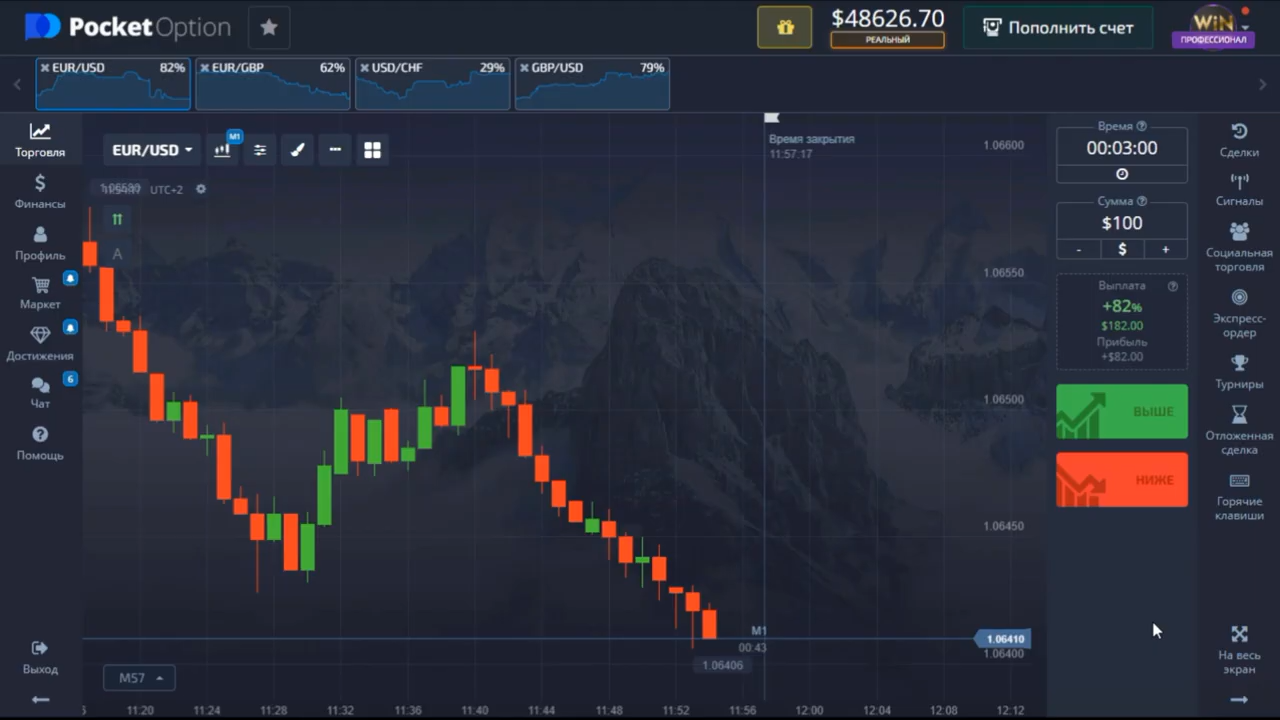 PocketOption
$48626.70
РЕАЛЬНЫЙ
Пополнить счет
WiN
ПРОФЕССИОНАЛ
EUR/USD 82%
EUR/GBP 62%
USD/CHF 29%
GBP/USD 79%
Торговля
Финансы
Профиль
Маркет
Достижения
Чат
6
Помощь
Выход
EUR/USD
M1
UTC+2
A
Время закрытия
11:57:17
1.06600
1.06550
1.06500
1.06450
1.06410
1.06400
M1
00:43
1.06406
M57
11:20 11:24 11:28 11:32 11:36 11:40 11:44 11:48 11:52 11:56 12:00 12:04 12:08 12:12
Время
00:03:00
Сумма
$100
- $ +
Выплата
+82%
$182.00
Прибыль
+$82.00
ВЫШЕ
НИЖЕ
Сделки
Сигналы
Социальная
торговля
Экспресс-
ордер
Турниры
Отложенная
сделка
Горячие
клавиши
На весь
экран